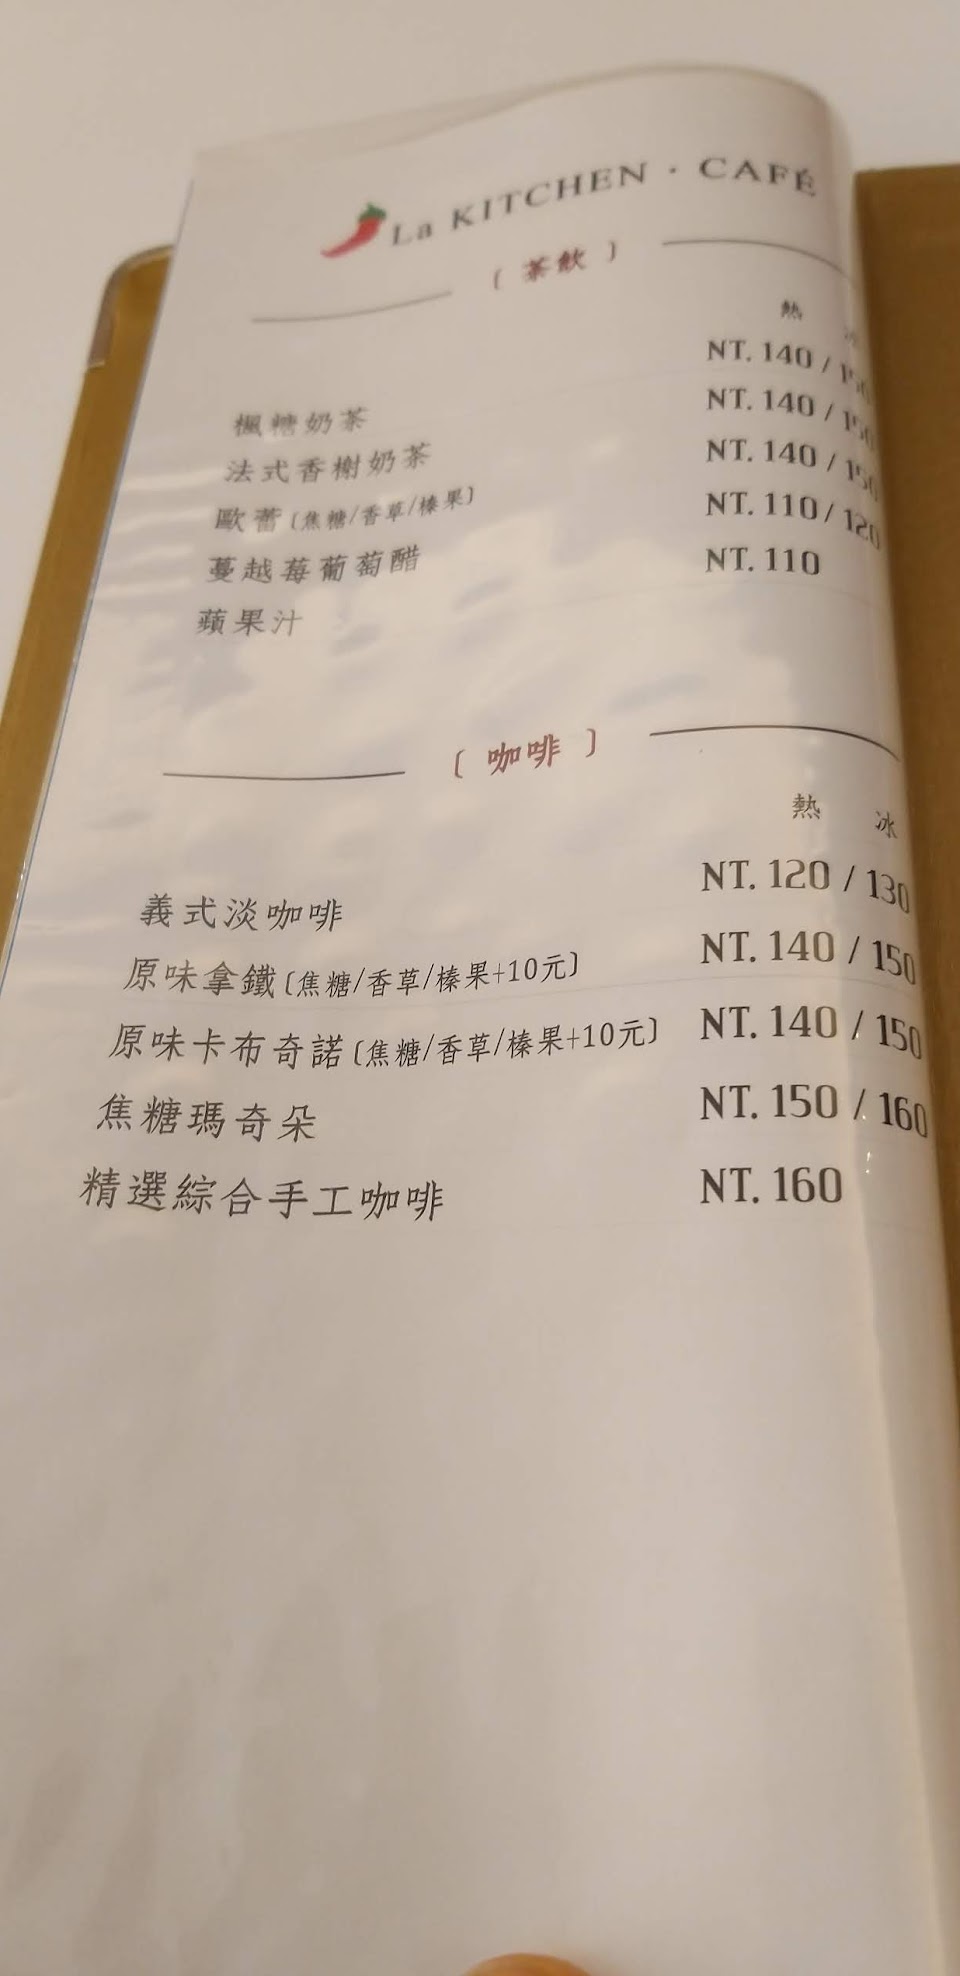 La KITCHEN · CAFÉ
〔 茶飲 〕
熱 冰
楓糖奶茶 NT. 140 / 150
法式香榭奶茶 NT. 140 / 150
歐蕾〔焦糖/香草/榛果〕 NT. 140 / 150
蔓越莓葡萄醋 NT. 110 / 120
蘋果汁 NT. 110
〔 咖啡 〕
熱 冰
義式淡咖啡 NT. 120 / 130
原味拿鐵〔焦糖/香草/榛果+10元〕 NT. 140 / 150
原味卡布奇諾〔焦糖/香草/榛果+10元〕 NT. 140 / 150
焦糖瑪奇朵 NT. 150 / 160
精選綜合手工咖啡 NT. 160